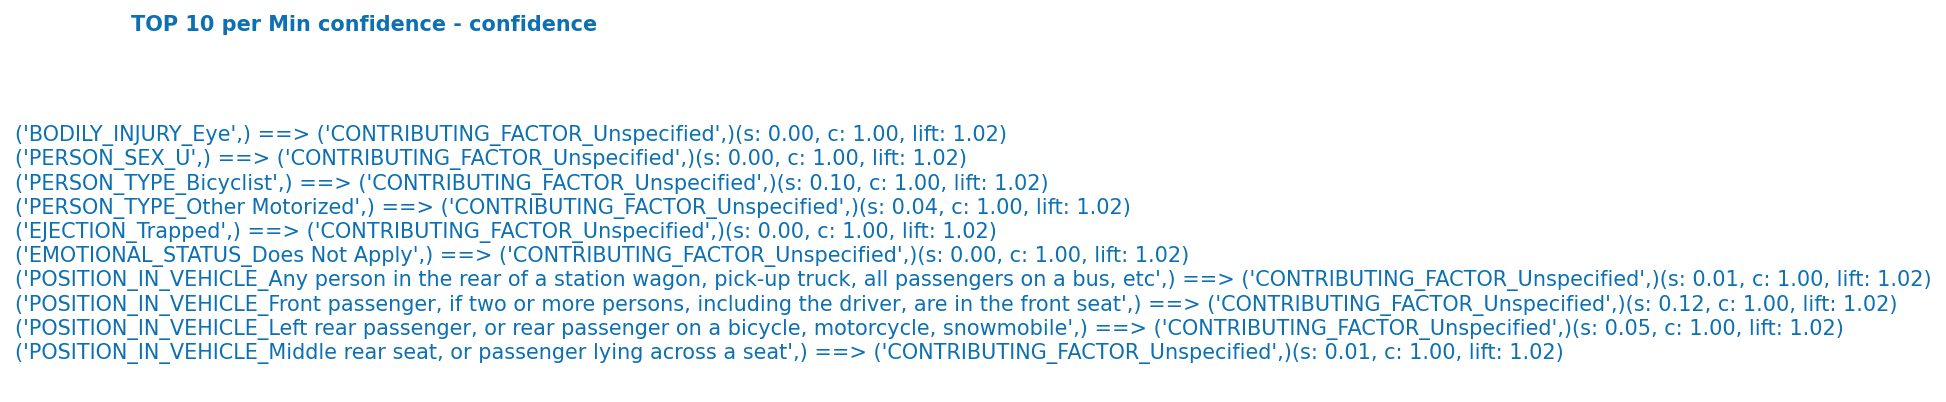 TOP 10 per Min confidence - confidence
('BODILY_INJURY_Eye',) ==> ('CONTRIBUTING_FACTOR_Unspecified',)(s: 0.00, c: 1.00, lift: 1.02)
('PERSON_SEX_U',) ==> ('CONTRIBUTING_FACTOR_Unspecified',)(s: 0.00, c: 1.00, lift: 1.02)
('PERSON_TYPE_Bicyclist',) ==> ('CONTRIBUTING_FACTOR_Unspecified',)(s: 0.10, c: 1.00, lift: 1.02)
('PERSON_TYPE_Other Motorized',) ==> ('CONTRIBUTING_FACTOR_Unspecified',)(s: 0.04, c: 1.00, lift: 1.02)
('EJECTION_Trapped',) ==> ('CONTRIBUTING_FACTOR_Unspecified',)(s: 0.00, c: 1.00, lift: 1.02)
('EMOTIONAL_STATUS_Does Not Apply',) ==> ('CONTRIBUTING_FACTOR_Unspecified',)(s: 0.00, c: 1.00, lift: 1.02)
('POSITION_IN_VEHICLE_Any person in the rear of a station wagon, pick-up truck, all passengers on a bus, etc',) ==> ('CONTRIBUTING_FACTOR_Unspecified',)(s: 0.01, c: 1.00, lift: 1.02)
('POSITION_IN_VEHICLE_Front passenger, if two or more persons, including the driver, are in the front seat',) ==> ('CONTRIBUTING_FACTOR_Unspecified',)(s: 0.12, c: 1.00, lift: 1.02)
('POSITION_IN_VEHICLE_Left rear passenger, or rear passenger on a bicycle, motorcycle, snowmobile',) ==> ('CONTRIBUTING_FACTOR_Unspecified',)(s: 0.05, c: 1.00, lift: 1.02)
('POSITION_IN_VEHICLE_Middle rear seat, or passenger lying across a seat',) ==> ('CONTRIBUTING_FACTOR_Unspecified',)(s: 0.01, c: 1.00, lift: 1.02)